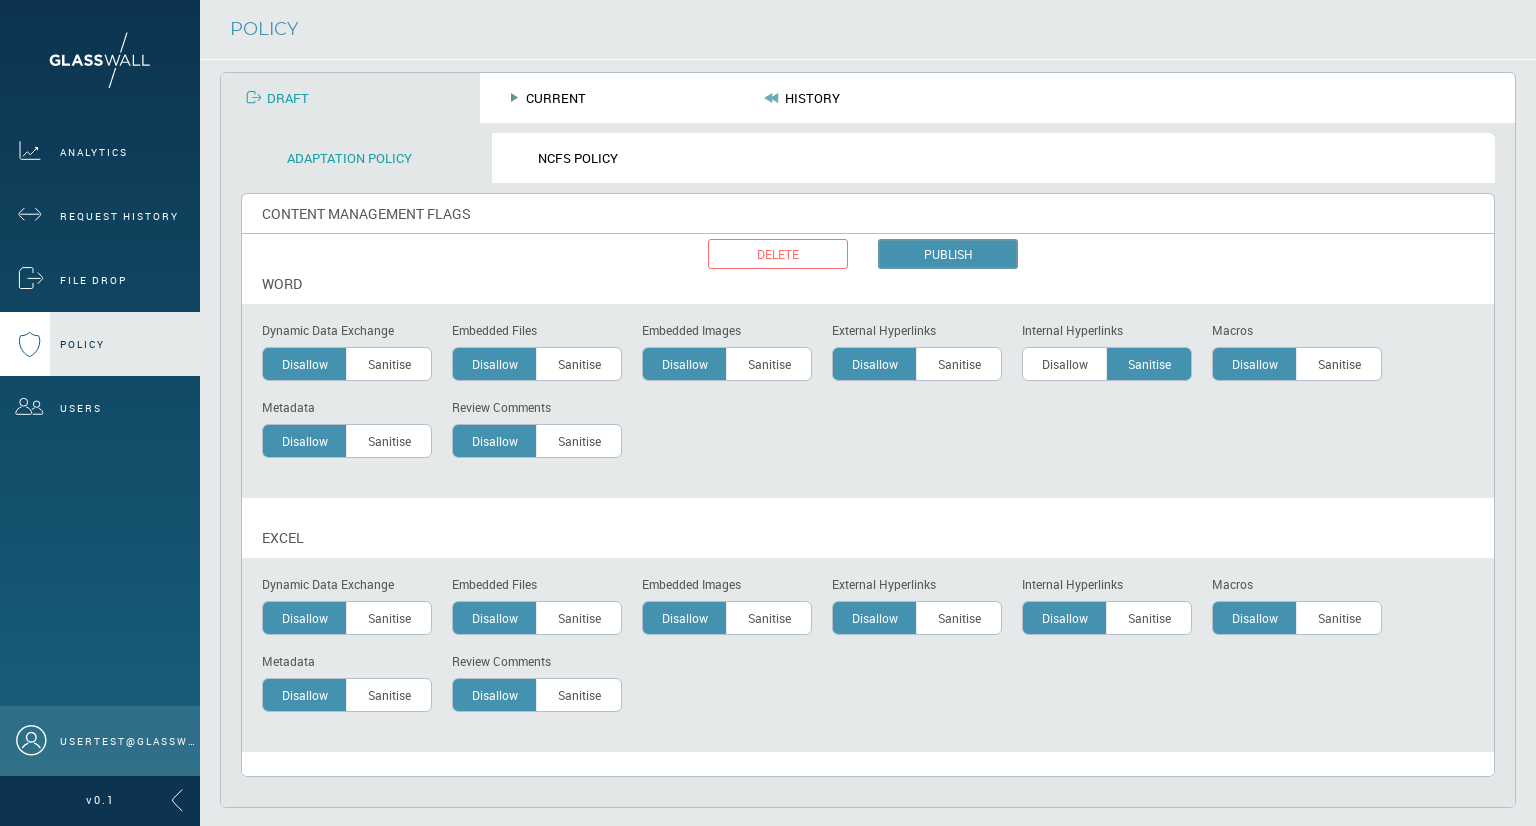 GLASSWALL
ANALYTICS
REQUEST HISTORY
FILE DROP
POLICY
USERS
USERTEST@GLASSW...
v0.1
POLICY
DRAFT CURRENT HISTORY
ADAPTATION POLICY NCFS POLICY
CONTENT MANAGEMENT FLAGS
DELETE PUBLISH
WORD
Dynamic Data Exchange Embedded Files Embedded Images External Hyperlinks Internal Hyperlinks Macros
Disallow Sanitise Disallow Sanitise Disallow Sanitise Disallow Sanitise Disallow Sanitise Disallow Sanitise
Metadata Review Comments
Disallow Sanitise Disallow Sanitise
EXCEL
Dynamic Data Exchange Embedded Files Embedded Images External Hyperlinks Internal Hyperlinks Macros
Disallow Sanitise Disallow Sanitise Disallow Sanitise Disallow Sanitise Disallow Sanitise Disallow Sanitise
Metadata Review Comments
Disallow Sanitise Disallow Sanitise